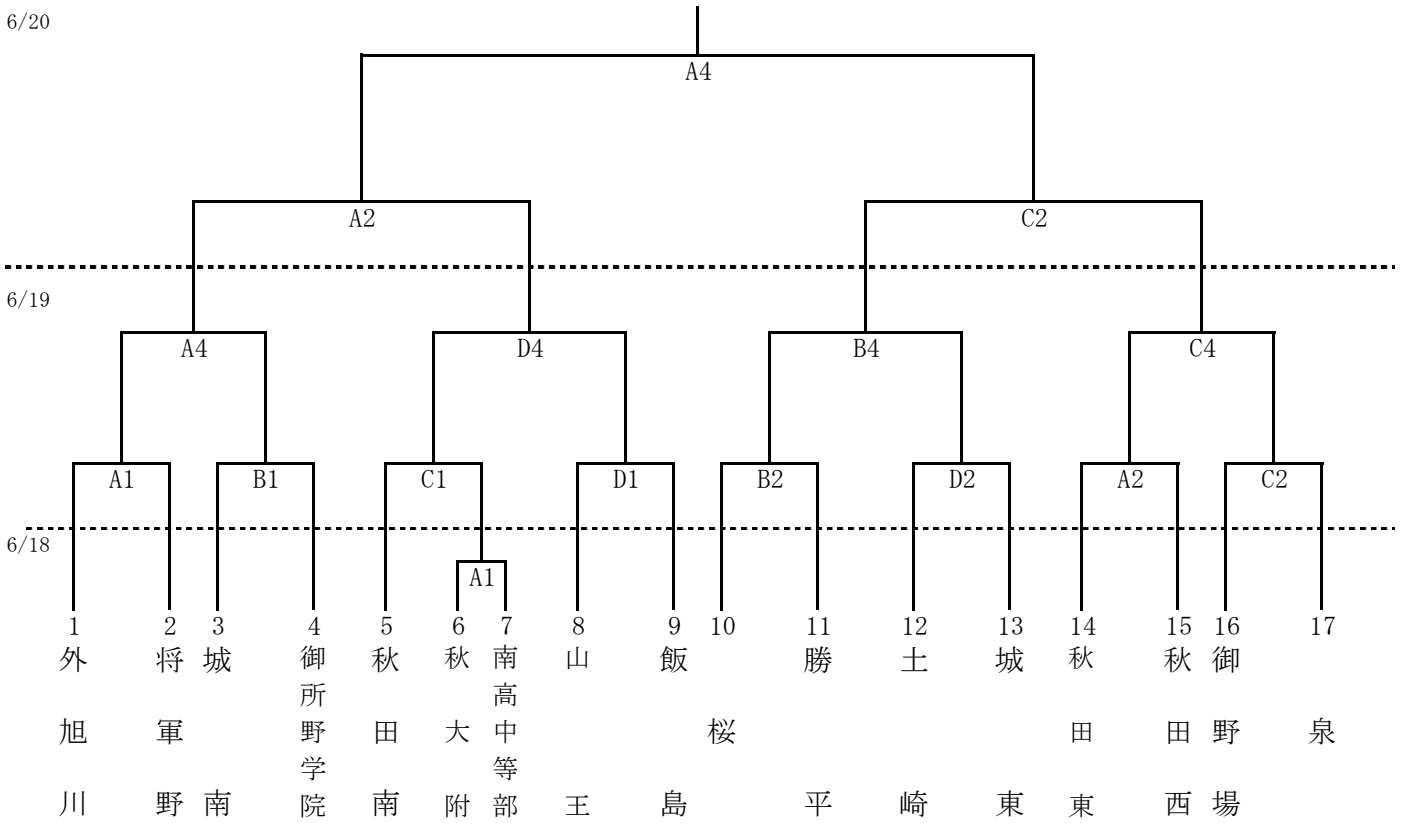 6/20
A4
A2
C2
6/19
A4
D4
B4
C4
A1
B1
C1
D1
B2
D2
A2
C2
6/18
A1
1
2
3
4
5
6
7
8
9
10
11
12
13
14
15
16
17
外旭川
将軍野
城南
御所野学院
秋田南
秋大附
南高中等部
山王
飯島
桜
勝平
土崎
城東
秋田東
秋田西
御野場
泉